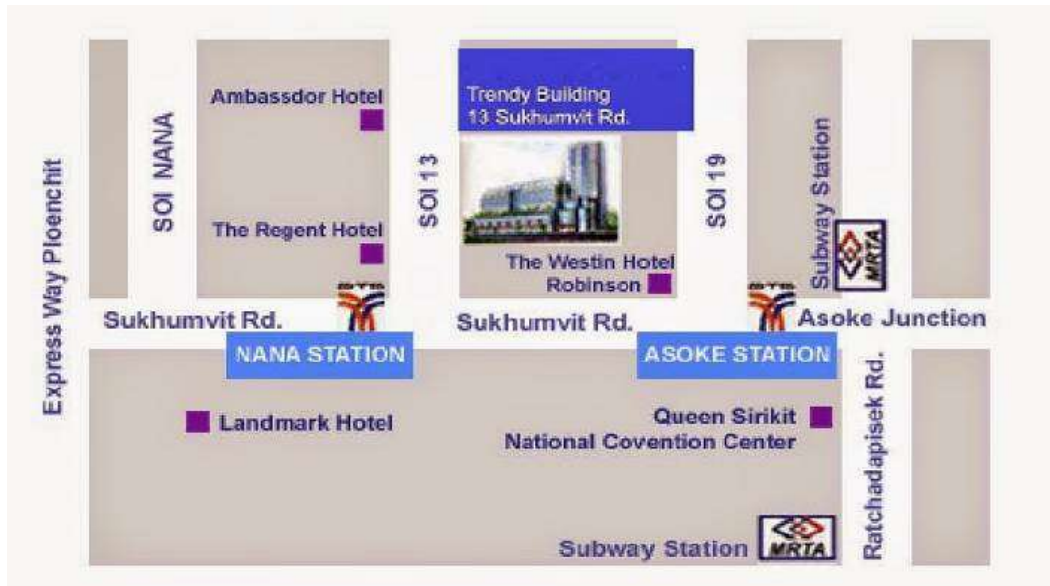 Ambassdor Hotel
Trendy Building
13 Sukhumvit Rd.
Express Way Ploenchit
SOI NANA
SOI 13
SOI 19
Subway Station
MRTA
The Regent Hotel
The Westin Hotel
Robinson
Sukhumvit Rd.
Sukhumvit Rd.
Asoke Junction
NANA STATION
ASOKE STATION
Landmark Hotel
Queen Sirikit
National Covention Center
Ratchadapisek Rd.
Subway Station
MRTA